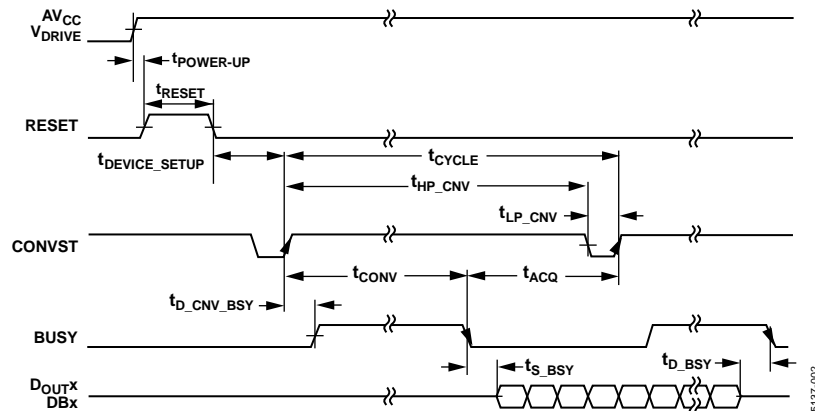 AVCC
VDRIVE
tPOWER-UP
tRESET
RESET
tDEVICE_SETUP
tCYCLE
tHP_CNV
tLP_CNV
CONVST
tCONV
tACQ
tD_CNV_BSY
BUSY
tS_BSY
tD_BSY
DOUTx
DBx